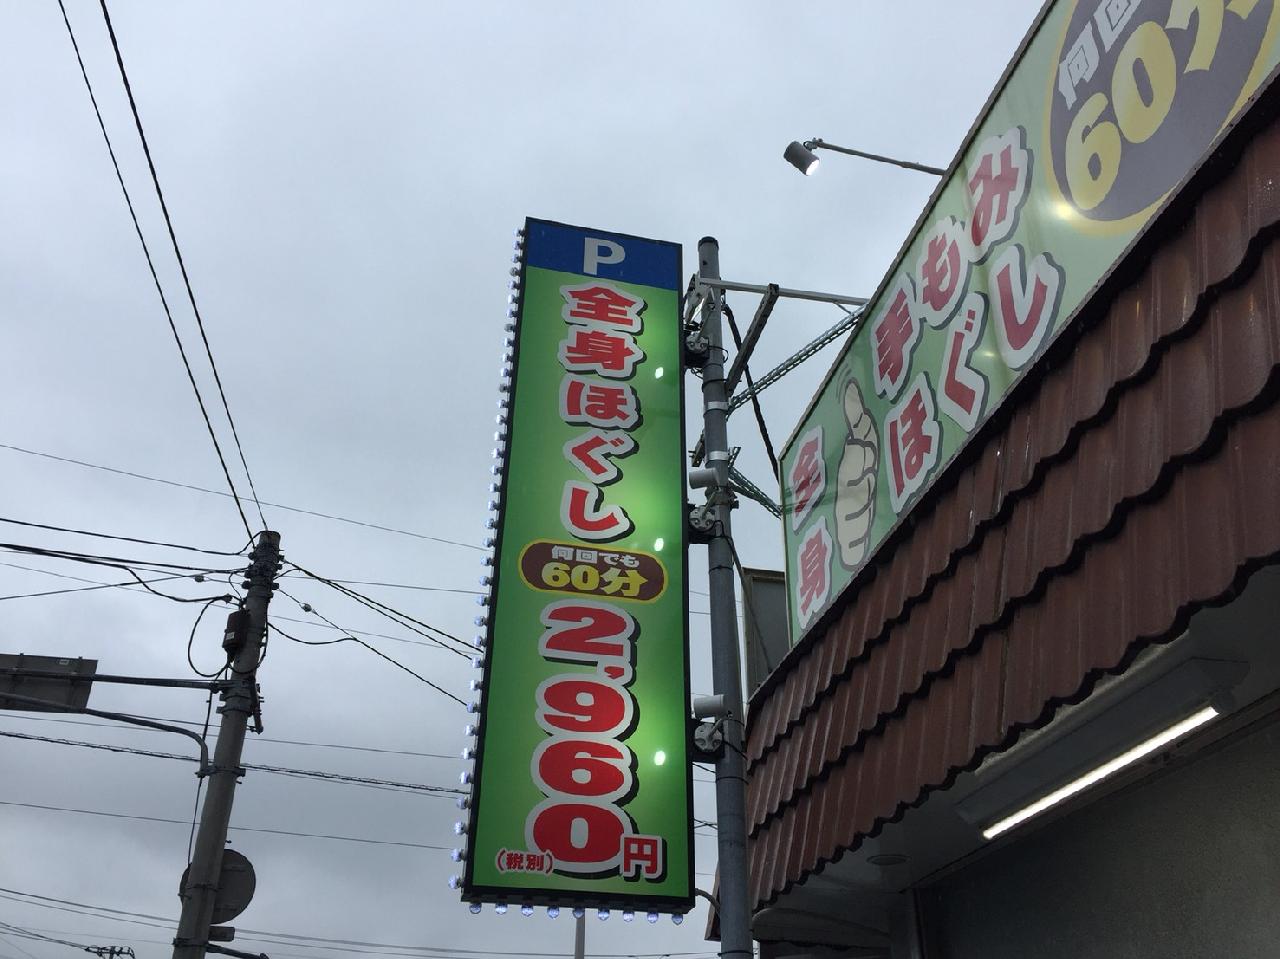 P
全身ほぐし
何回でも
60分
2,960円
(税別)
全身
手もみ
ほぐし
何回
60分